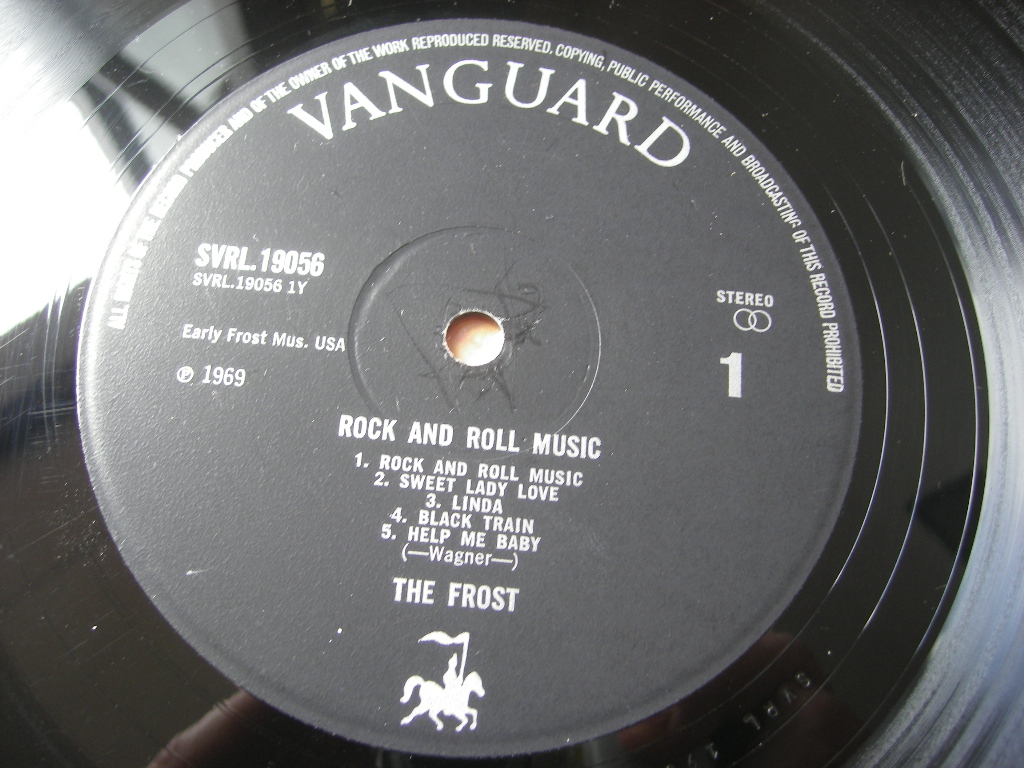 ALL RIGHTS OF THE RECORD PRODUCER AND OF THE OWNER OF THE WORK REPRODUCED RESERVED. COPYING, PUBLIC PERFORMANCE AND BROADCASTING OF THIS RECORD PROHIBITED
VANGUARD
SVRL.19056
SVRL.19056 1Y
STEREO
Early Frost Mus. USA
1
℗ 1969
ROCK AND ROLL MUSIC
1. ROCK AND ROLL MUSIC
2. SWEET LADY LOVE
3. LINDA
4. BLACK TRAIN
5. HELP ME BABY
(—Wagner—)
THE FROST